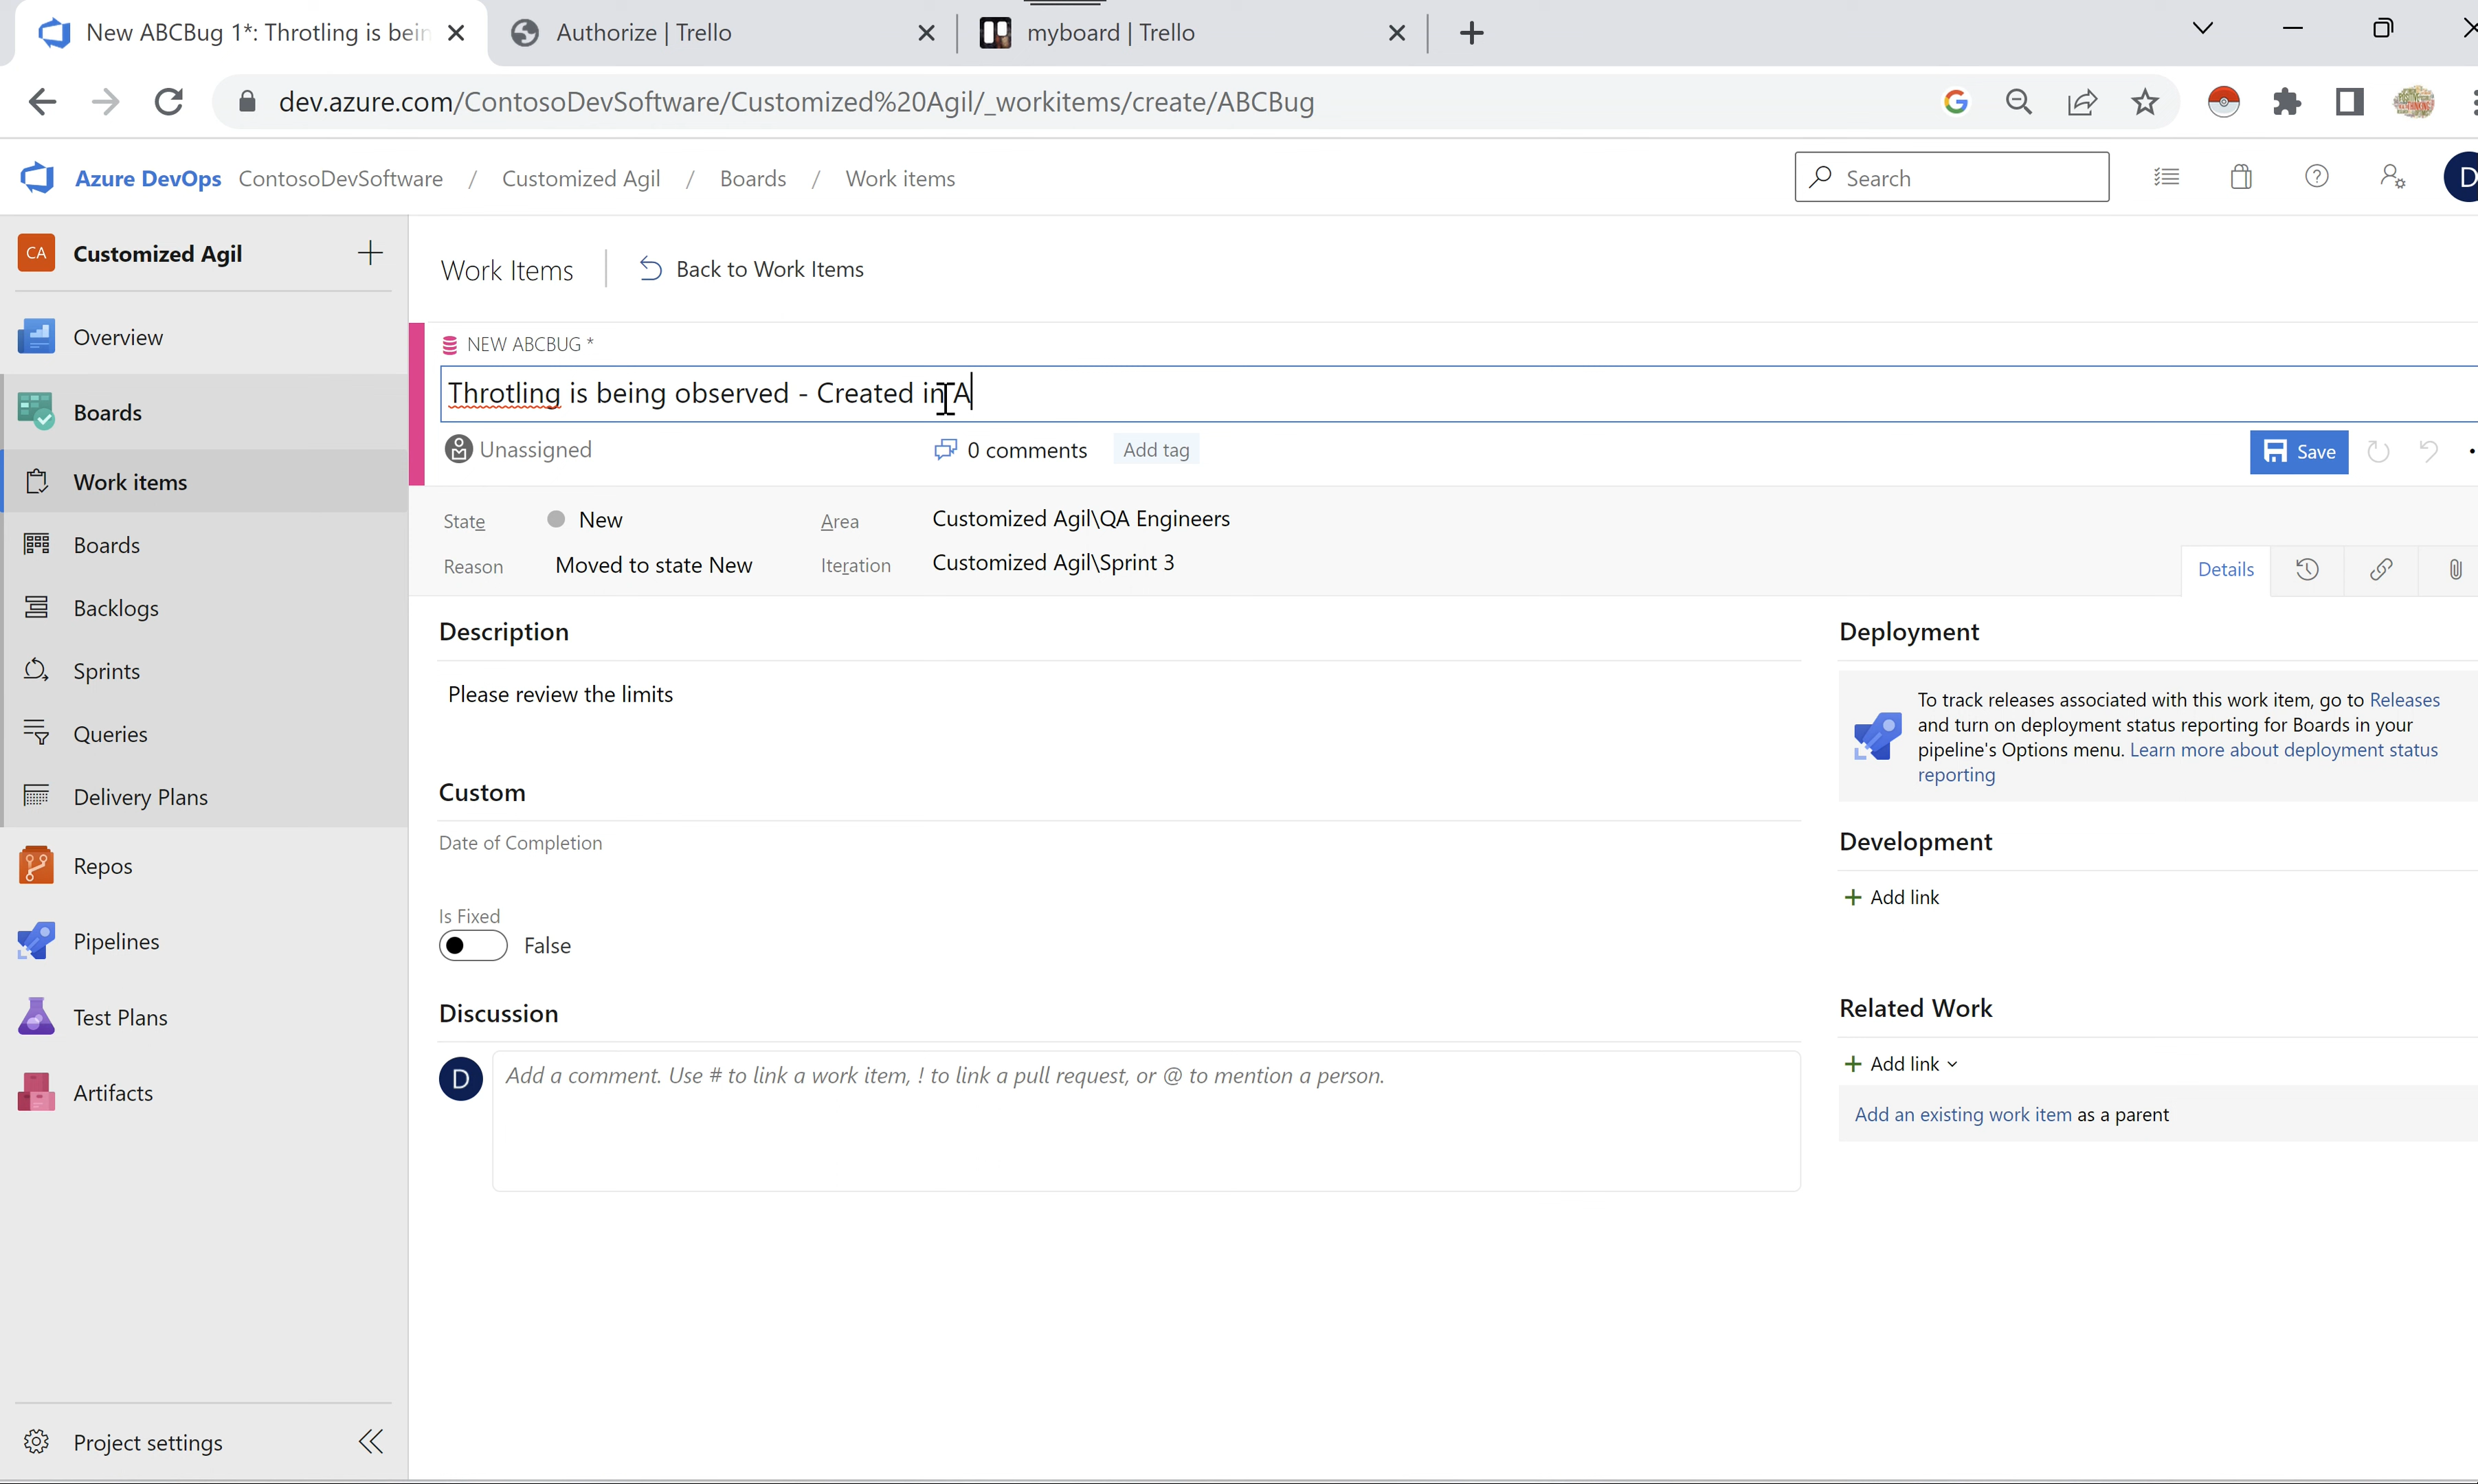 New ABCBug 1*: Throtling is bein
Authorize | Trello
myboard | Trello
dev.azure.com/ContosoDevSoftware/Customized%20Agil/_workitems/create/ABCBug
Azure DevOps ContosoDevSoftware / Customized Agil / Boards / Work items
Search
D
CA Customized Agil
Overview
Boards
Work items
Boards
Backlogs
Sprints
Queries
Delivery Plans
Repos
Pipelines
Test Plans
Artifacts
Project settings
Work Items
Back to Work Items
NEW ABCBUG *
Throtling is being observed - Created in A
Unassigned
0 comments
Add tag
Save
State New
Area Customized Agil\QA Engineers
Reason Moved to state New
Iteration Customized Agil\Sprint 3
Details
Description
Please review the limits
Custom
Date of Completion
Is Fixed
False
Discussion
D
Add a comment. Use # to link a work item, ! to link a pull request, or @ to mention a person.
Deployment
To track releases associated with this work item, go to Releases
and turn on deployment status reporting for Boards in your
pipeline's Options menu. Learn more about deployment status
reporting
Development
+ Add link
Related Work
+ Add link
Add an existing work item as a parent